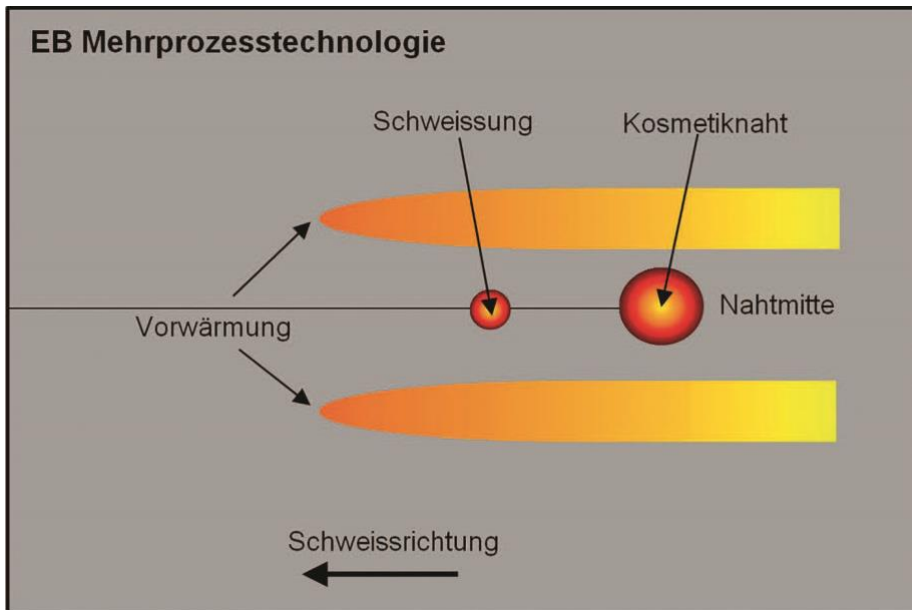 EB Mehrprozesstechnologie
Schweissung
Kosmetiknaht
Nahtmitte
Vorwärmung
Schweissrichtung